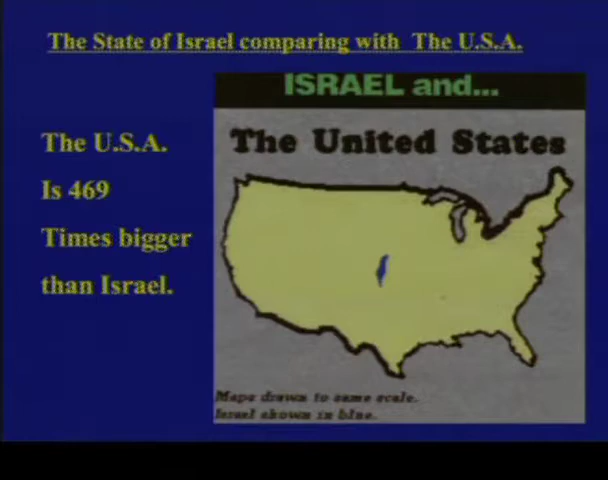 The State of Israel comparing with The U.S.A.
ISRAEL and...
The United States
The U.S.A.
Is 469
Times bigger
than Israel.
Maps drawn to same scale.
Israel shown in blue.